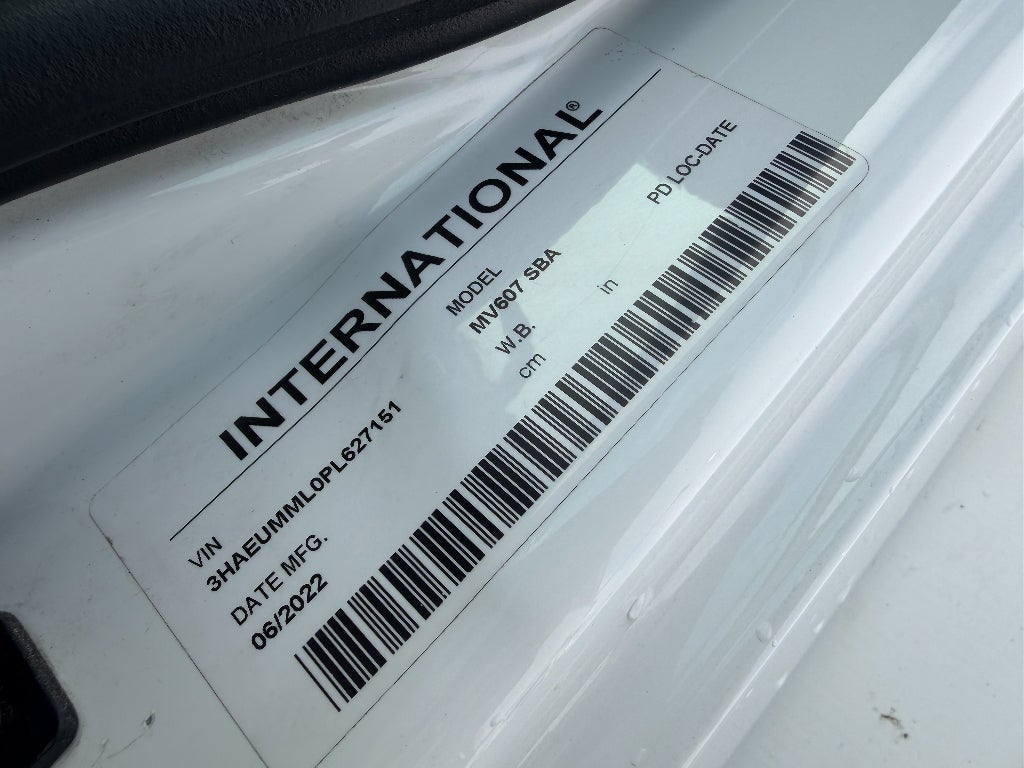 INTERNATIONAL®
VIN
3HAEUMML0PL627151
MODEL
MV607 SBA
DATE MFG.
06/2022
W.B.
cm
in
PD LOC-DATE